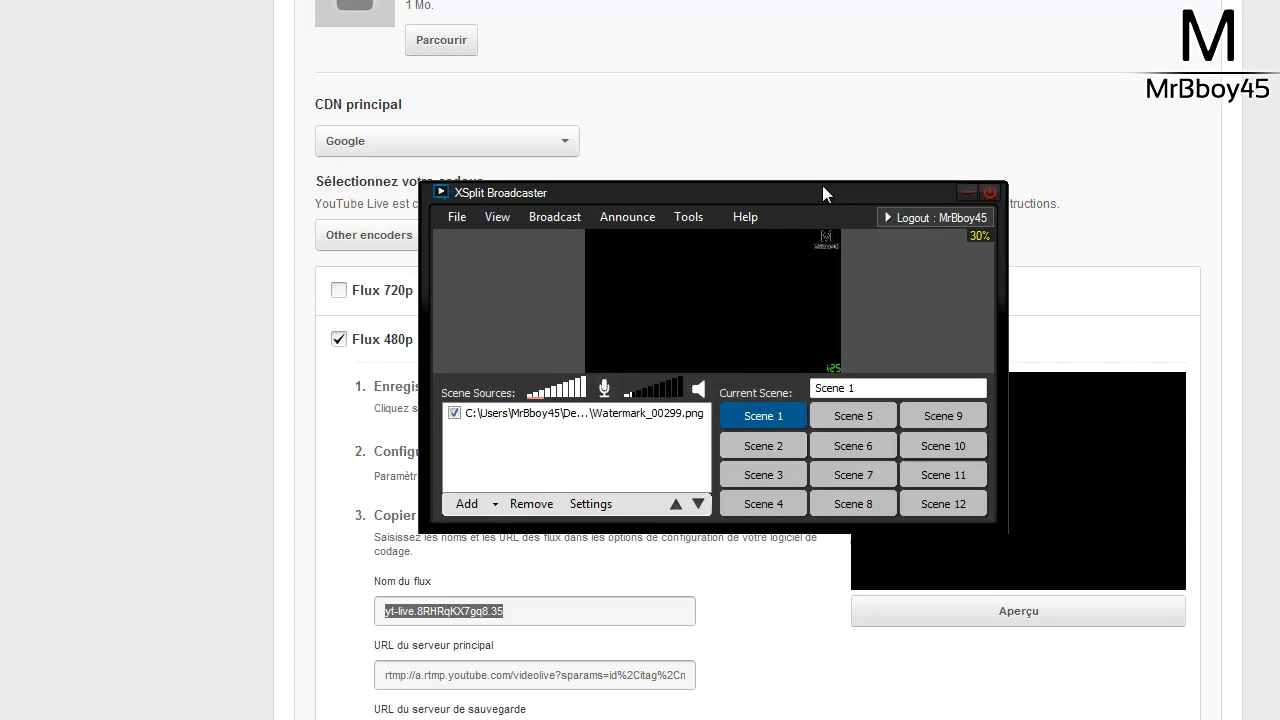 1 Mo.
Parcourir
M
MrBboy45
CDN principal
Google
Sélectionnez votre
YouTube Live est c
structions.
Other encoders
XSplit Broadcaster
File View Broadcast Announce Tools Help
Logout : MrBboy45
30%
M
25
Flux 720p
Flux 480p
Scene Sources:
Current Scene:
Scene 1
C:\Users\MrBboy45\De...\Watermark_00299.png
Scene 1 Scene 5 Scene 9
Scene 2 Scene 6 Scene 10
Scene 3 Scene 7 Scene 11
Scene 4 Scene 8 Scene 12
Add Remove Settings
1. Enregis
Cliquez s
2. Configu
Paramètr
3. Copier
Saisissez les noms et les URL des flux dans les options de configuration de votre logiciel de
codage.
Nom du flux
yt-live.8RHRqKX7gq8.35
URL du serveur principal
rtmp://a.rtmp.youtube.com/videolive?sparams=id%2Citag%2Cn
URL du serveur de sauvegarde
Aperçu